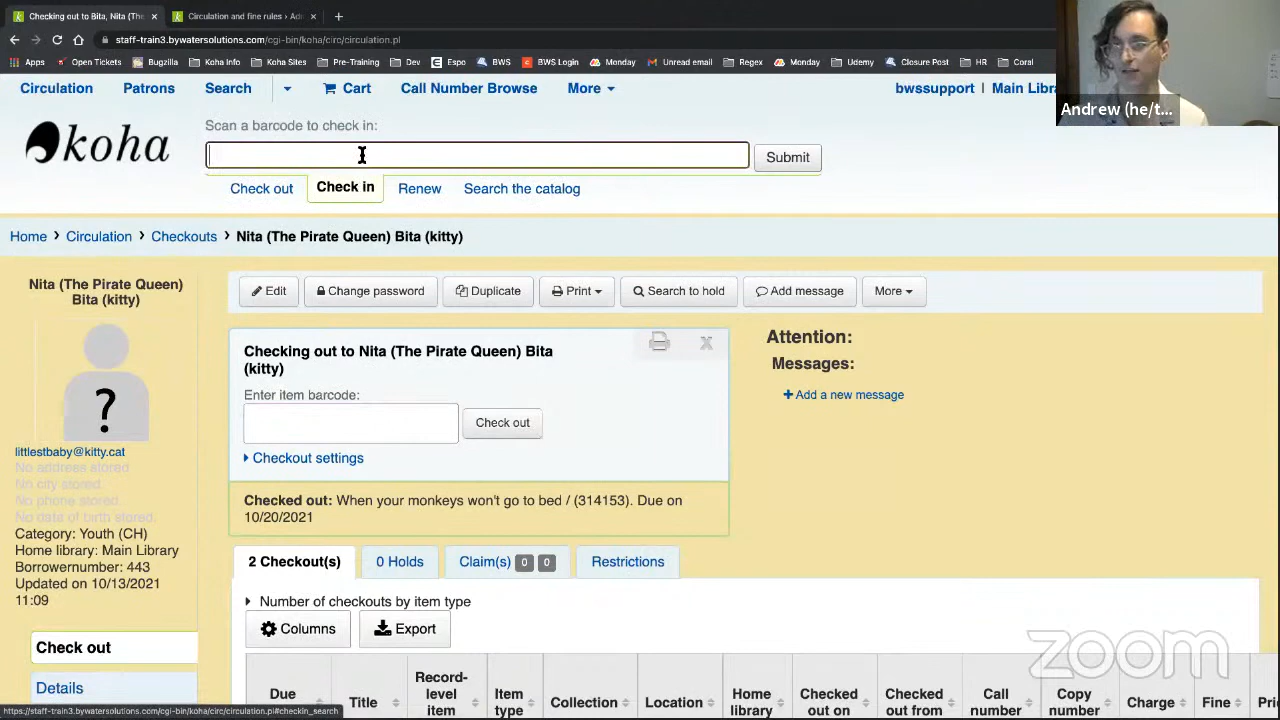 Checking out to Bita, Nita (The
Circulation and fine rules › Adm
staff-train3.bywatersolutions.com/cgi-bin/koha/circ/circulation.pl
Apps Open Tickets Bugzilla Koha Info Koha Sites Pre-Training Dev Espo BWS BWS Login Monday Unread email Regex Monday Udemy Closure Post HR Coral
Circulation Patrons Search Cart Call Number Browse More bwssupport | Main Libra
Andrew (he/t...
Scan a barcode to check in:
koha
Submit
Check out Check in Renew Search the catalog
Home › Circulation › Checkouts › Nita (The Pirate Queen) Bita (kitty)
Nita (The Pirate Queen)
Bita (kitty)
?
littlestbaby@kitty.cat
No address stored.
No city stored.
No phone stored.
No date of birth stored.
Category: Youth (CH)
Home library: Main Library
Borrowernumber: 443
Updated on 10/13/2021
11:09
Check out
Details
Edit Change password Duplicate Print Search to hold Add message More
Checking out to Nita (The Pirate Queen) Bita
(kitty)
X
Enter item barcode:
Check out
Checkout settings
Checked out: When your monkeys won't go to bed / (314153). Due on
10/20/2021
Attention:
Messages:
+ Add a new message
2 Checkout(s) 0 Holds Claim(s) 0 0 Restrictions
Number of checkouts by item type
Columns Export
Due Title Record-level item Item type Collection Location Home library Checked out on Checked out from Call number Copy number Charge Fine Pri
zoom
https://staff-train3.bywatersolutions.com/cgi-bin/koha/circ/circulation.pl#checkin_search